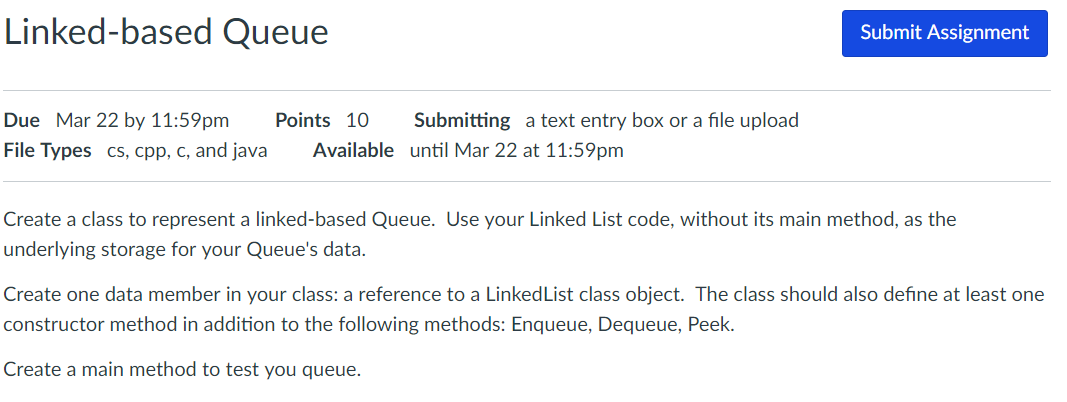 Linked-based Queue
Submit Assignment
Due Mar 22 by 11:59pm Points 10 Submitting a text entry box or a file upload
File Types cs, cpp, c, and java Available until Mar 22 at 11:59pm
Create a class to represent a linked-based Queue. Use your Linked List code, without its main method, as the
underlying storage for your Queue's data.
Create one data member in your class: a reference to a LinkedList class object. The class should also define at least one
constructor method in addition to the following methods: Enqueue, Dequeue, Peek.
Create a main method to test you queue.